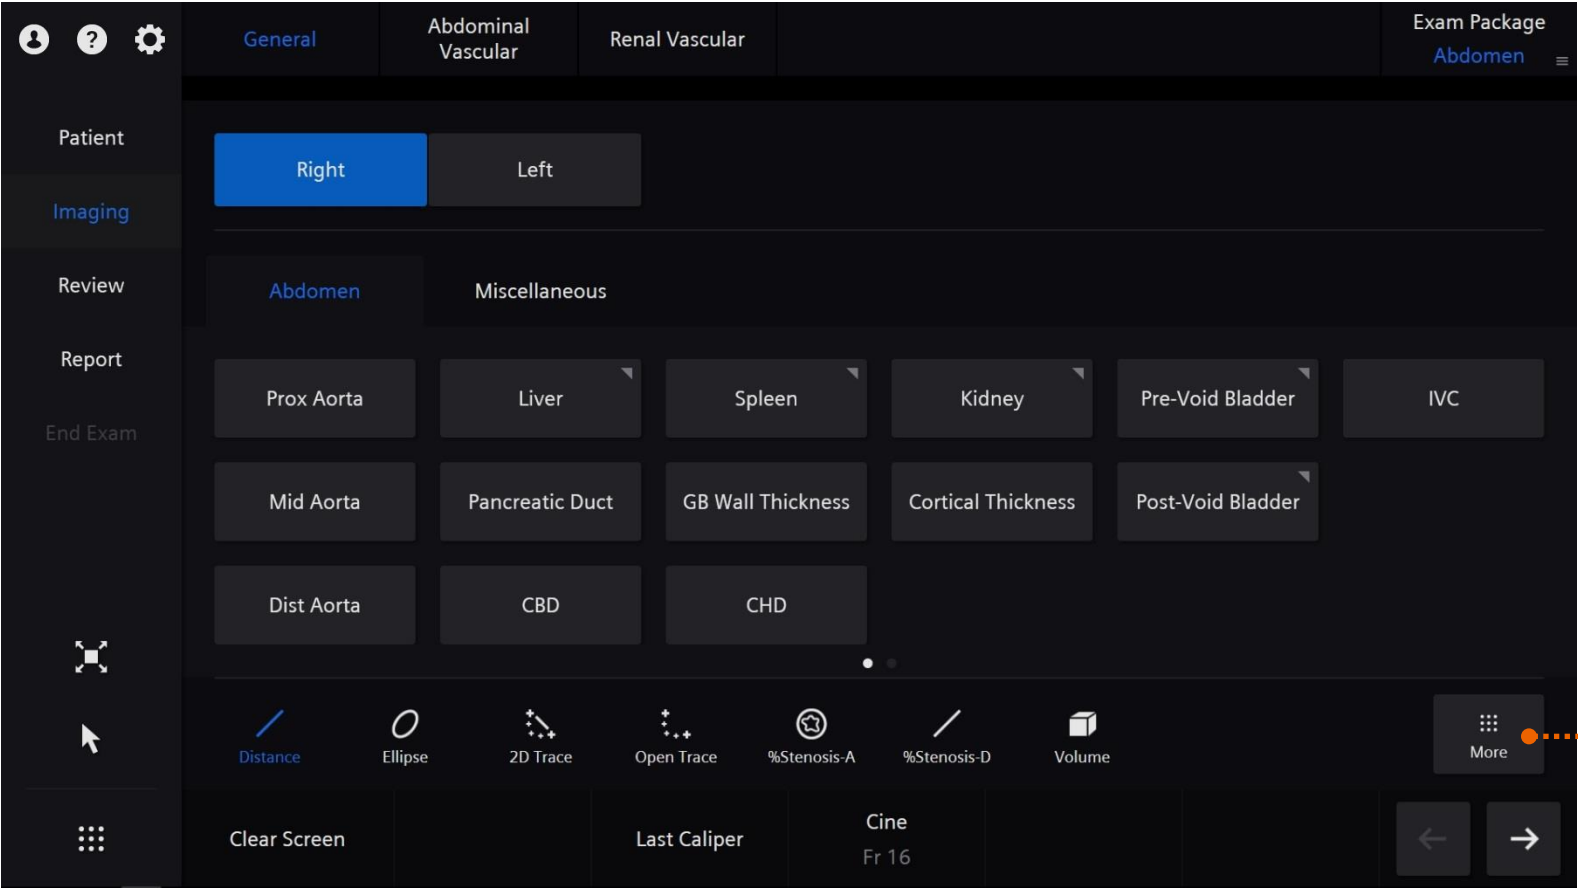 General
Abdominal
Vascular
Renal Vascular
Exam Package
Abdomen
Patient
Imaging
Review
Report
End Exam
Right
Left
Abdomen
Miscellaneous
Prox Aorta
Liver
Spleen
Kidney
Pre-Void Bladder
IVC
Mid Aorta
Pancreatic Duct
GB Wall Thickness
Cortical Thickness
Post-Void Bladder
Dist Aorta
CBD
CHD
Distance
Ellipse
2D Trace
Open Trace
%Stenosis-A
%Stenosis-D
Volume
More
Clear Screen
Last Caliper
Cine
Fr 16